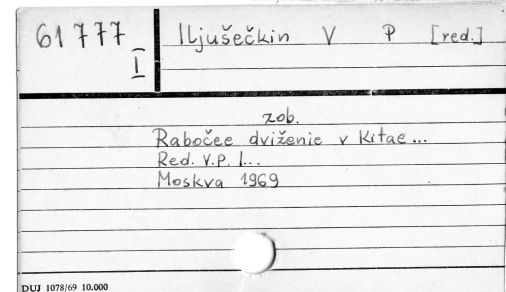 61777 Iljušečkin V P [red.]
I
zob.
Rabočee dviženie v Kitae...
Red. V.P. I...
Moskva 1969
DUJ 1078/69 10.000